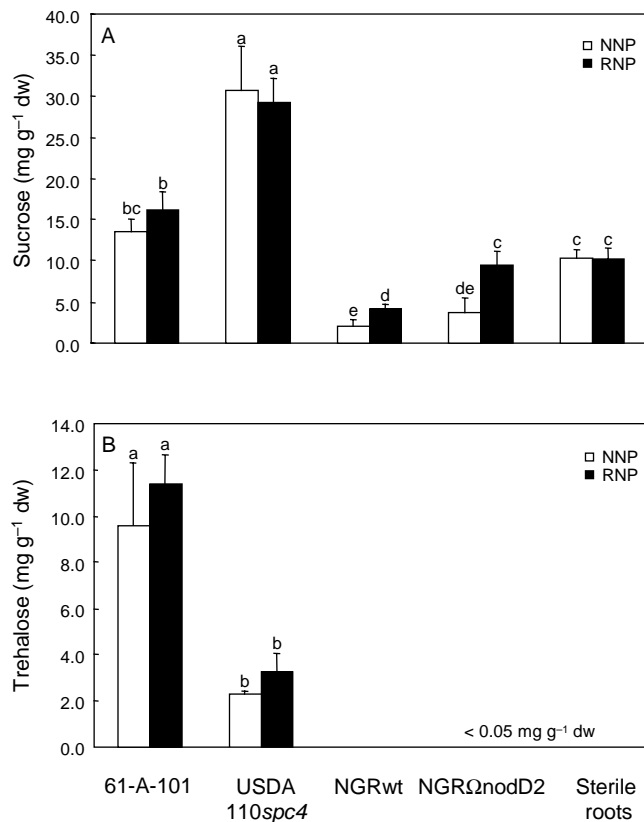 A
NNP
RNP
Sucrose (mg g⁻¹ dw)
40.0
35.0
30.0
25.0
20.0
15.0
10.0
5.0
0.0
bc
b
a
a
e
d
de
c
c
c
B
NNP
RNP
Trehalose (mg g⁻¹ dw)
14.0
12.0
10.0
8.0
6.0
4.0
2.0
0.0
a
a
b
b
< 0.05 mg g⁻¹ dw
61-A-101
USDA
110spc4
NGRwt
NGRΩnodD2
Sterile
roots